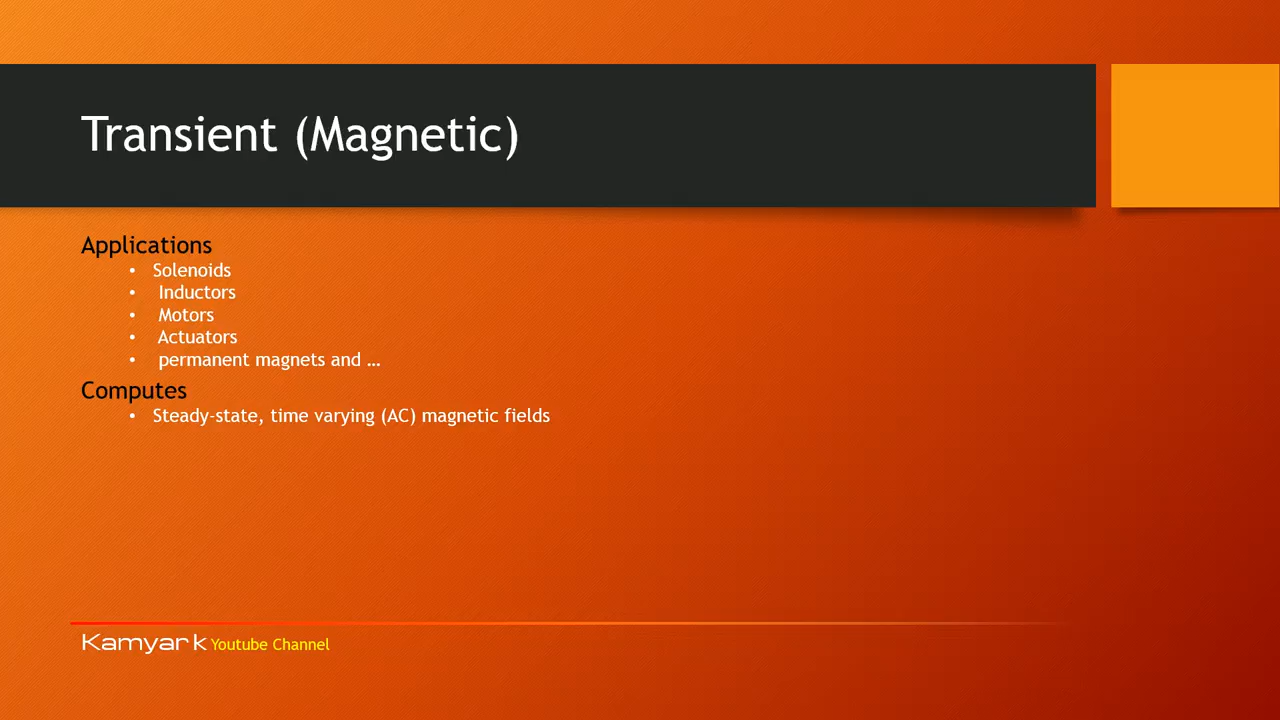 Transient (Magnetic)
Applications
• Solenoids
• Inductors
• Motors
• Actuators
• permanent magnets and ...
Computes
• Steady-state, time varying (AC) magnetic fields
Kamyar k Youtube Channel